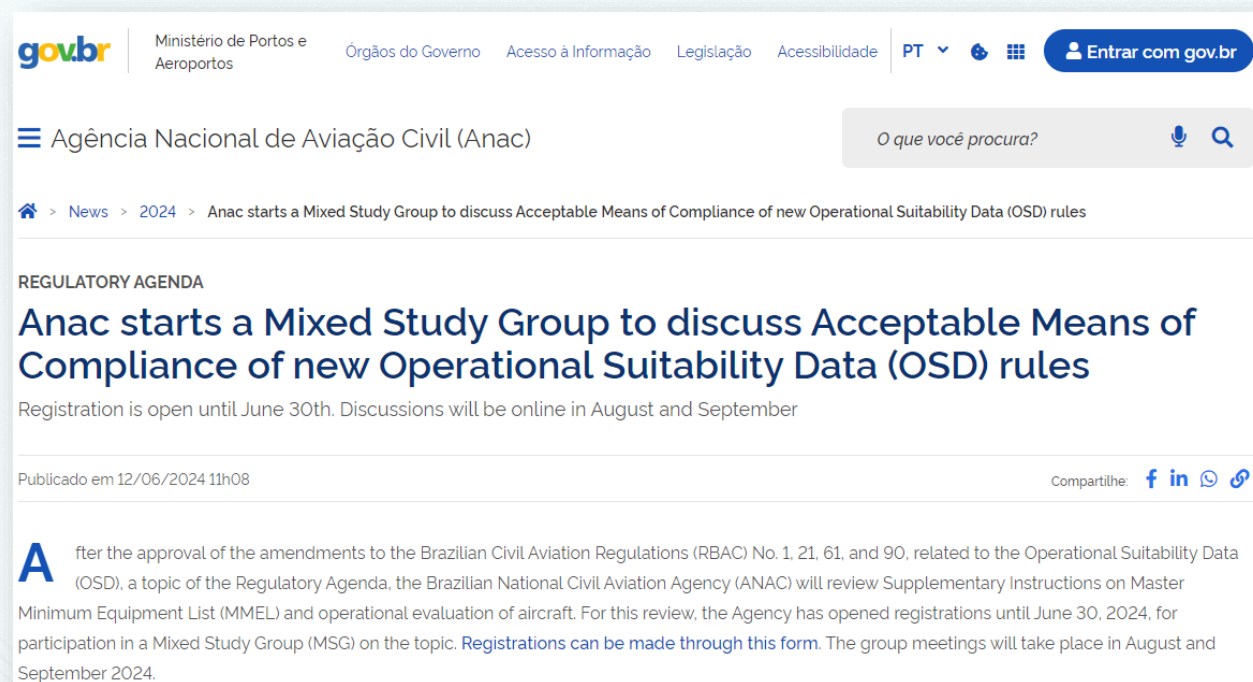 gov.br
Ministério de Portos e
Aeroportos
Órgãos do Governo Acesso à Informação Legislação Acessibilidade PT Entrar com gov.br
Agência Nacional de Aviação Civil (Anac)
O que você procura?
> News > 2024 > Anac starts a Mixed Study Group to discuss Acceptable Means of Compliance of new Operational Suitability Data (OSD) rules
REGULATORY AGENDA
Anac starts a Mixed Study Group to discuss Acceptable Means of
Compliance of new Operational Suitability Data (OSD) rules
Registration is open until June 30th. Discussions will be online in August and September
Publicado em 12/06/2024 11h08
Compartilhe:
After the approval of the amendments to the Brazilian Civil Aviation Regulations (RBAC) No. 1, 21, 61, and 90, related to the Operational Suitability Data
(OSD), a topic of the Regulatory Agenda, the Brazilian National Civil Aviation Agency (ANAC) will review Supplementary Instructions on Master
Minimum Equipment List (MMEL) and operational evaluation of aircraft. For this review, the Agency has opened registrations until June 30, 2024, for
participation in a Mixed Study Group (MSG) on the topic. Registrations can be made through this form. The group meetings will take place in August and
September 2024.